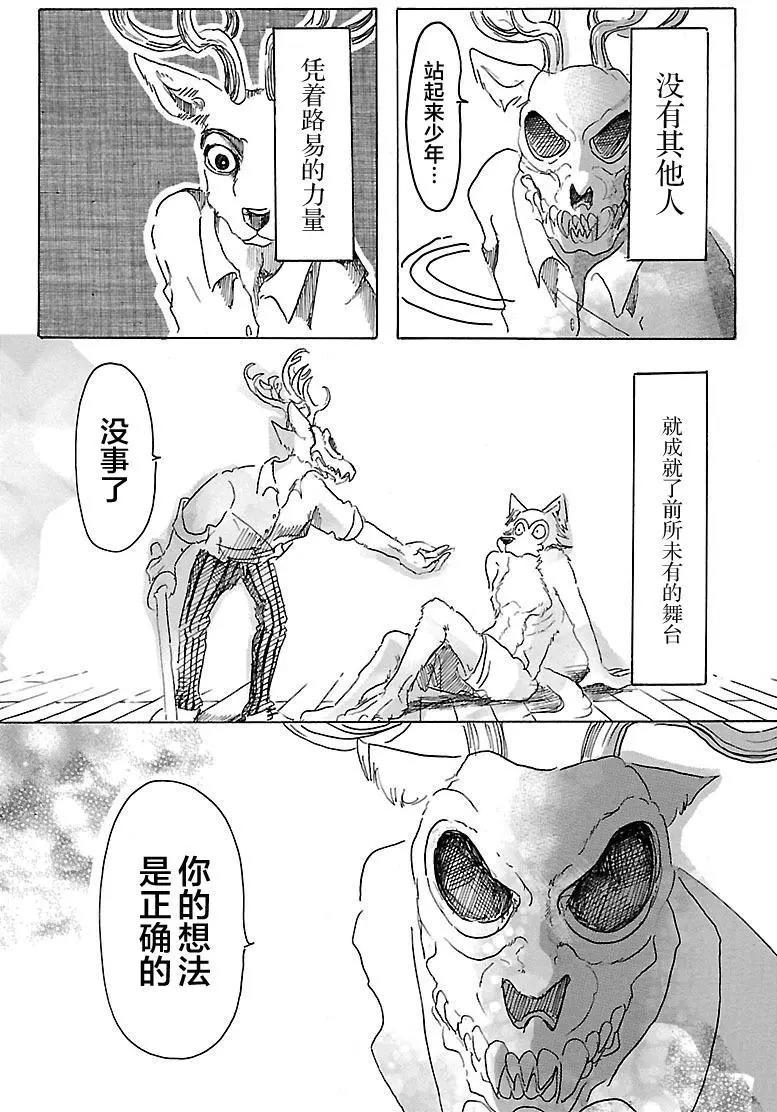 没有其他人
站起来少年…
凭着路易的力量
就成就了前所未有的舞台
没事了
你的想法
是正确的